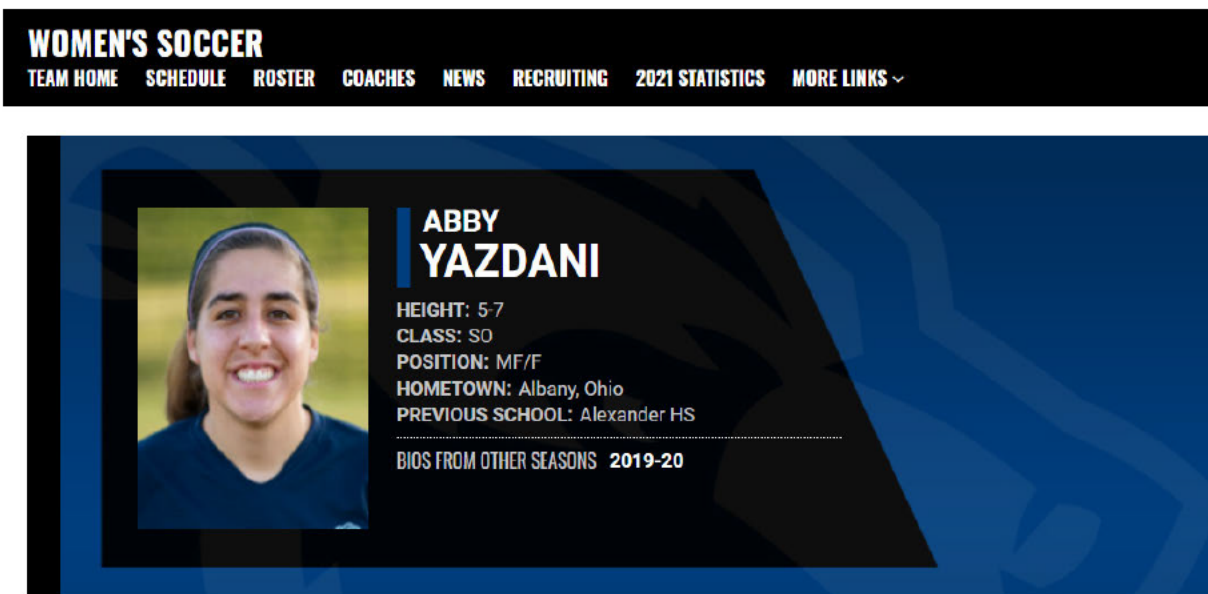 WOMEN'S SOCCER
TEAM HOME SCHEDULE ROSTER COACHES NEWS RECRUITING 2021 STATISTICS MORE LINKS
ABBY
YAZDANI
HEIGHT: 5-7
CLASS: SO
POSITION: MF/F
HOMETOWN: Albany, Ohio
PREVIOUS SCHOOL: Alexander HS
BIOS FROM OTHER SEASONS 2019-20